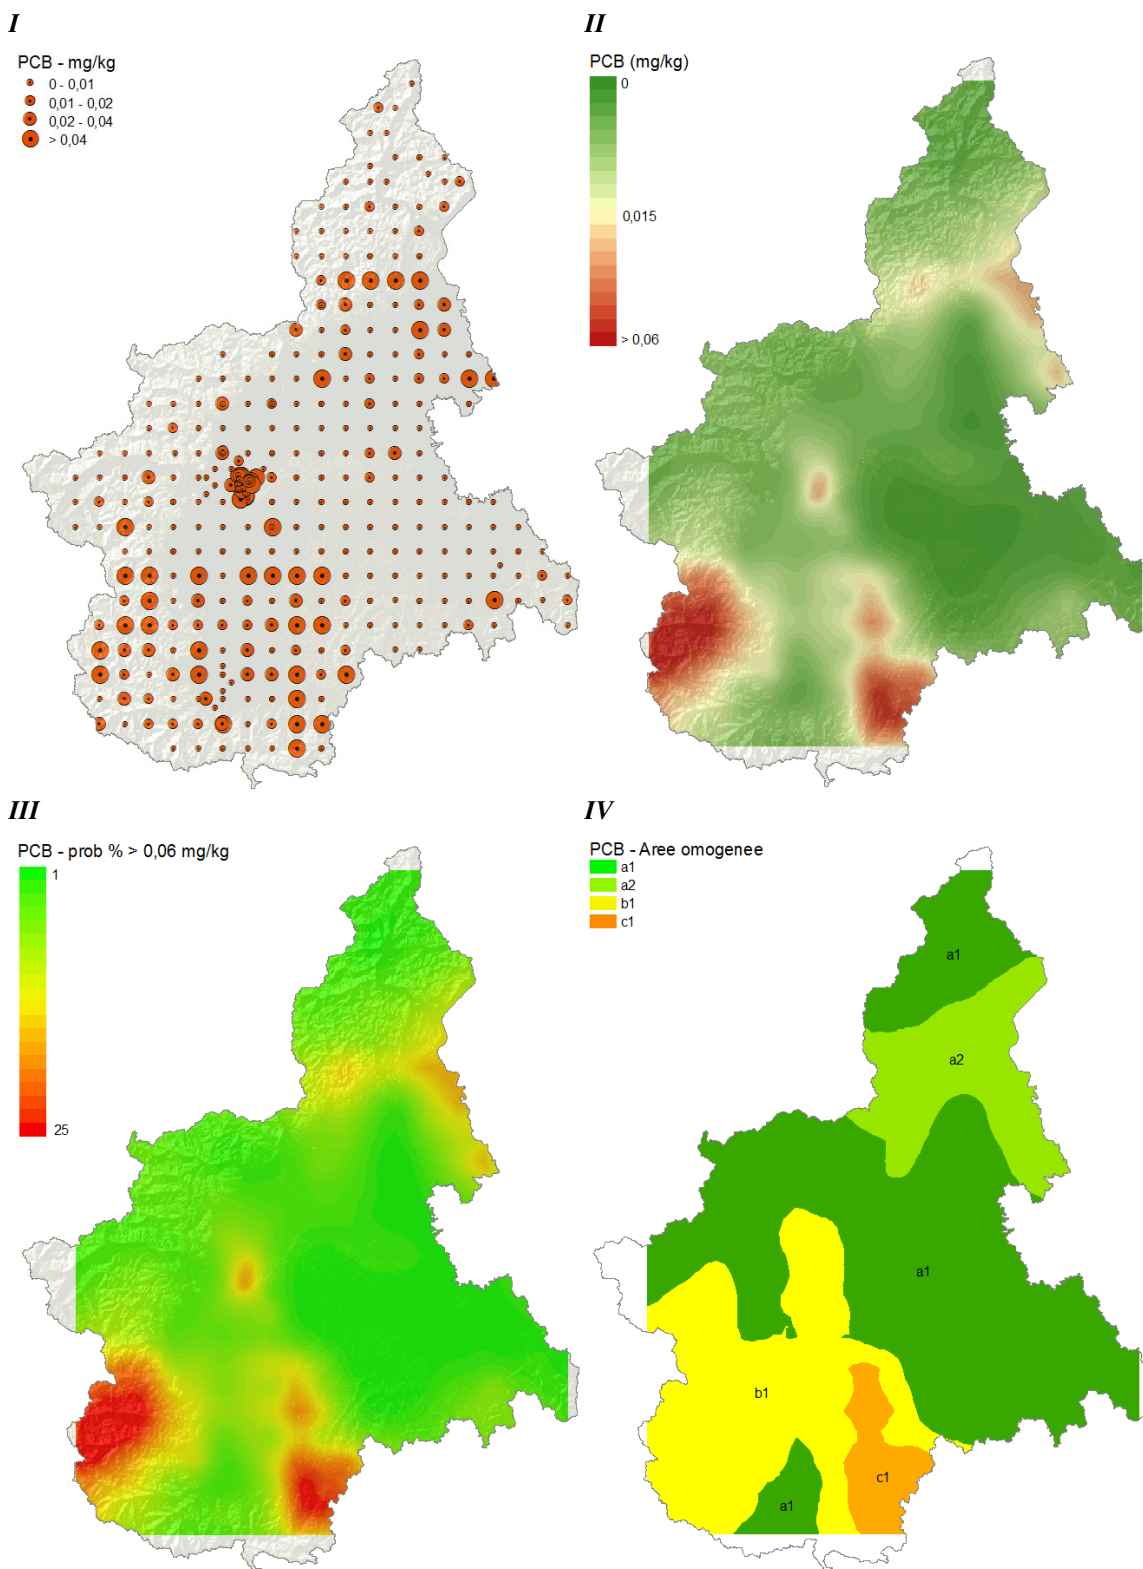 I
PCB - mg/kg
0 - 0,01
0,01 - 0,02
0,02 - 0,04
> 0,04
II
PCB (mg/kg)
0
0,015
> 0,06
III
PCB - prob % > 0,06 mg/kg
1
25
IV
PCB - Aree omogenee
a1
a2
b1
c1
a1
a2
a1
b1
c1
a1